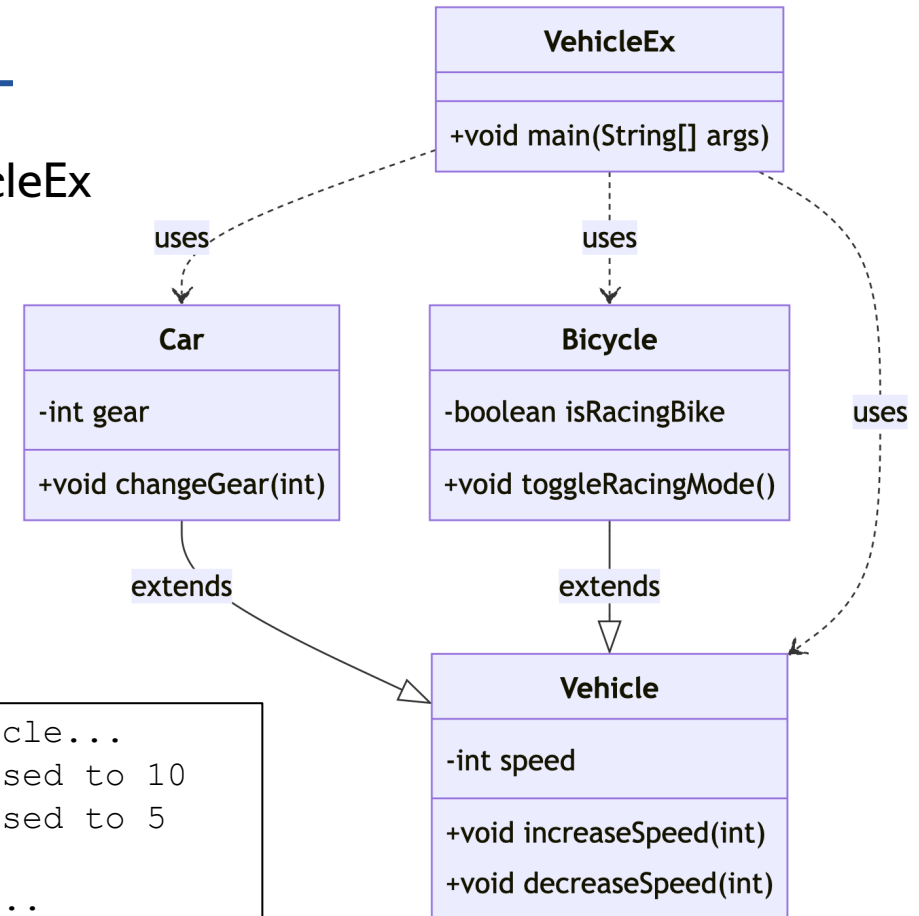 VehicleEx
+void main(String[] args)
cleEx
uses
uses
uses
Car
-int gear
+void changeGear(int)
Bicycle
-boolean isRacingBike
+void toggleRacingMode()
extends
extends
Vehicle
-int speed
+void increaseSpeed(int)
+void decreaseSpeed(int)
cle...
sed to 10
sed to 5
..